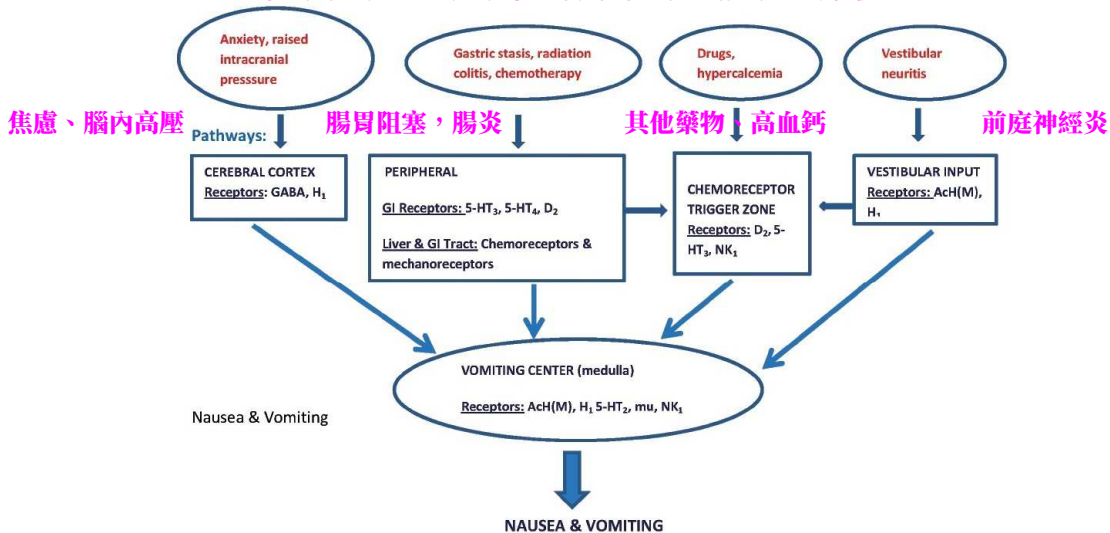 Anxiety, raised
intracranial
presssure
Gastric stasis, radiation
colitis, chemotherapy
Drugs,
hypercalcemia
Vestibular
neuritis
焦慮、腦內高壓
腸胃阻塞，腸炎
其他藥物、高血鈣
前庭神經炎
Pathways:
CEREBRAL CORTEX
Receptors: GABA, H₁
PERIPHERAL
GI Receptors: 5-HT₃, 5-HT₄, D₂
Liver & GI Tract: Chemoreceptors &
mechanoreceptors
CHEMORECEPTOR
TRIGGER ZONE
Receptors: D₂, 5-
HT₃, NK₁
VESTIBULAR INPUT
Receptors: AcH(M),
H₁
VOMITING CENTER (medulla)
Receptors: AcH(M), H₁ 5-HT₂, mu, NK₁
Nausea & Vomiting
NAUSEA & VOMITING